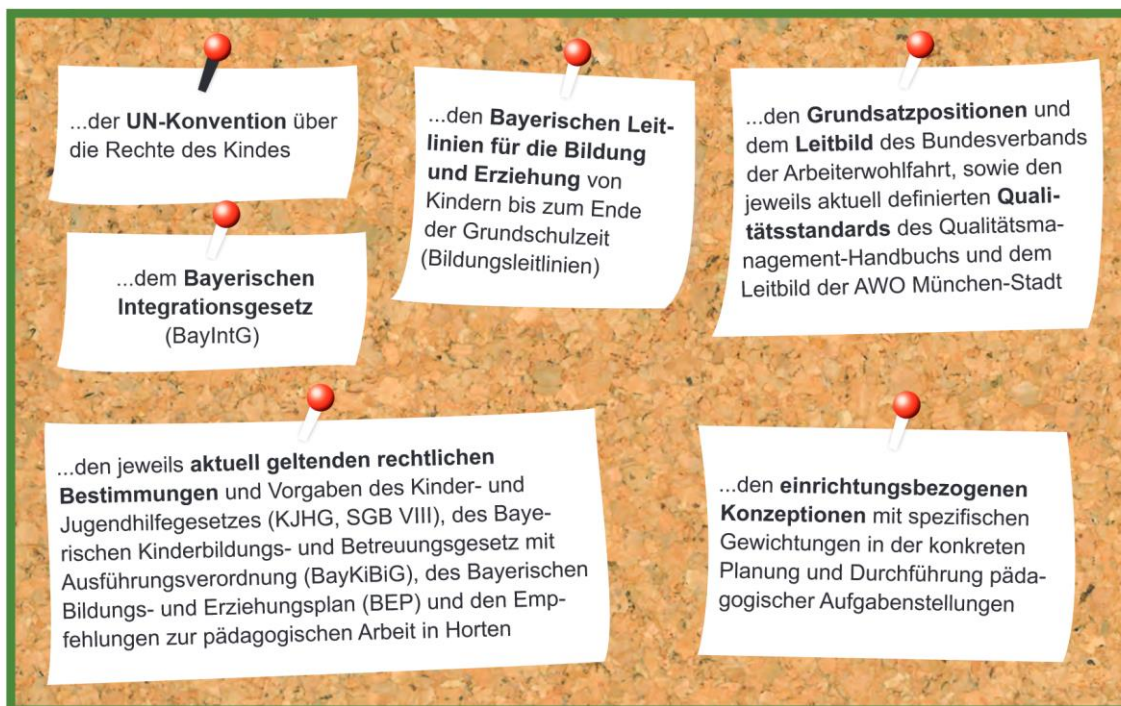 ...der UN-Konvention über
die Rechte des Kindes
...dem Bayerischen
Integrationsgesetz
(BayIntG)
...den Bayerischen Leit-
linien für die Bildung
und Erziehung von
Kindern bis zum Ende
der Grundschulzeit
(Bildungsleitlinien)
...den Grundsatzpositionen und
dem Leitbild des Bundesverbands
der Arbeiterwohlfahrt, sowie den
jeweils aktuell definierten Quali-
tätsstandards des Qualitätsma-
nagement-Handbuchs und dem
Leitbild der AWO München-Stadt
...den jeweils aktuell geltenden rechtlichen
Bestimmungen und Vorgaben des Kinder- und
Jugendhilfegesetzes (KJHG, SGB VIII), des Baye-
rischen Kinderbildungs- und Betreuungsgesetz mit
Ausführungsverordnung (BayKiBiG), des Bayerischen
Bildungs- und Erziehungsplan (BEP) und den Emp-
fehlungen zur pädagogischen Arbeit in Horten
...den einrichtungsbezogenen
Konzeptionen mit spezifischen
Gewichtungen in der konkreten
Planung und Durchführung päda-
gogischer Aufgabenstellungen